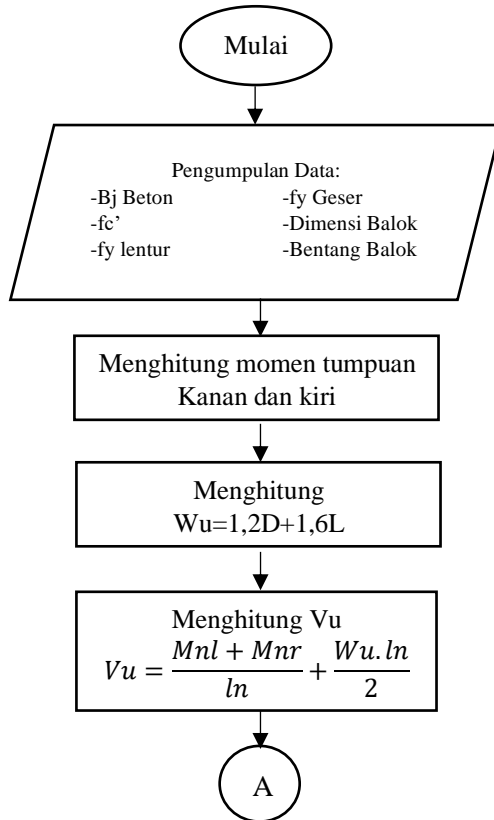 Mulai
Pengumpulan Data:
-Bj Beton
-fc’
-fy lentur
-fy Geser
-Dimensi Balok
-Bentang Balok
Menghitung momen tumpuan
Kanan dan kiri
Menghitung
Wu=1,2D+1,6L
Menghitung Vu
Vu = (Mnl + Mnr)/ln + (Wu.ln)/2
A